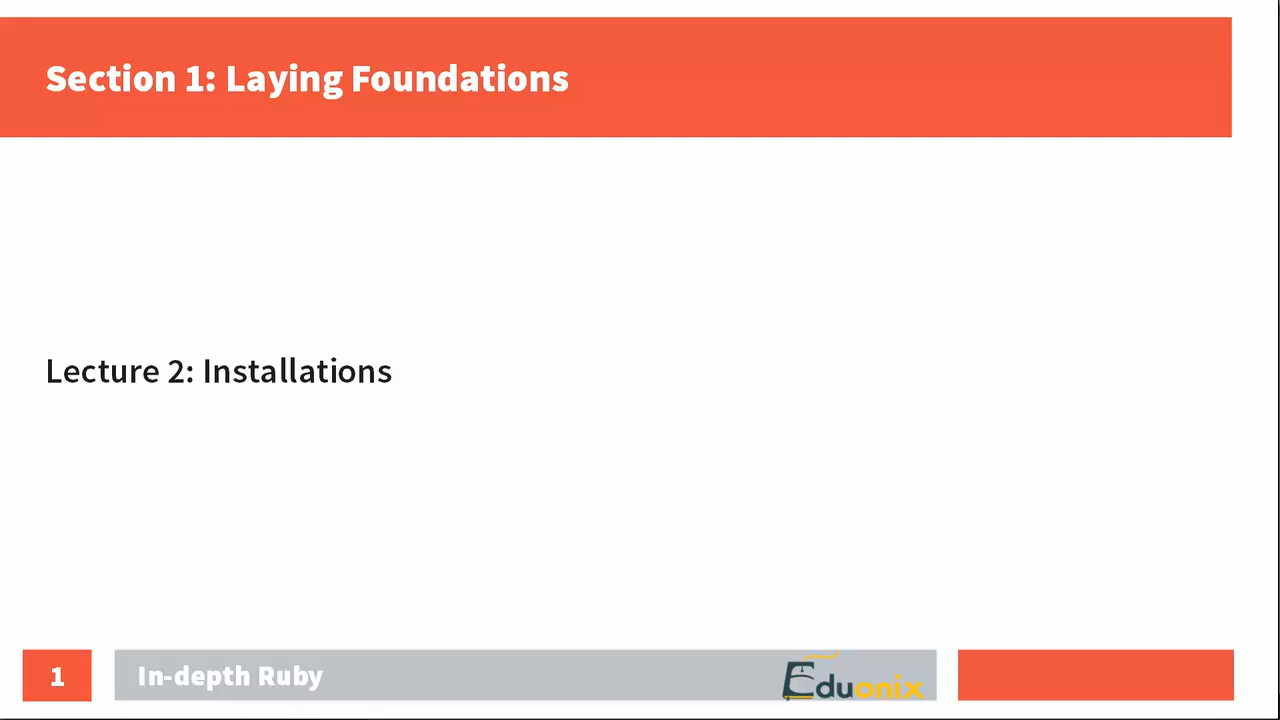 Section 1: Laying Foundations
Lecture 2: Installations
1
In-depth Ruby
Eduonix